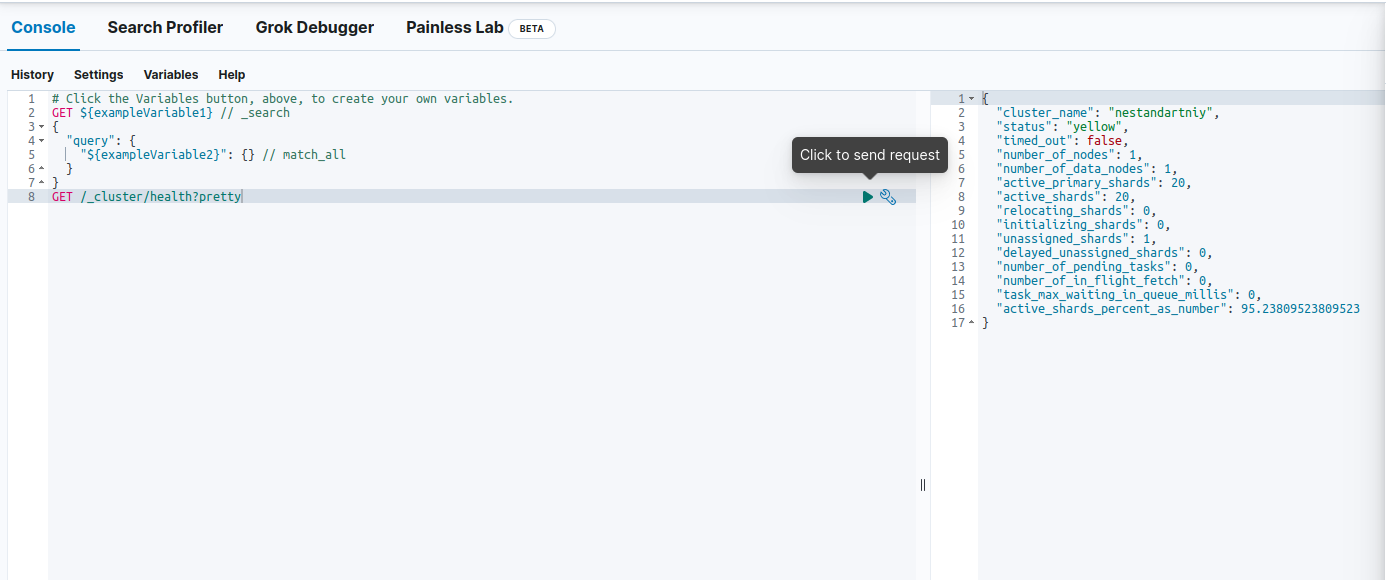 Console Search Profiler Grok Debugger Painless Lab BETA
History Settings Variables Help
1 # Click the Variables button, above, to create your own variables.
2 GET ${exampleVariable1} // _search
3 {
4 "query": {
5 "${exampleVariable2}": {} // match_all
6 }
7 }
8 GET /_cluster/health?pretty
Click to send request
1 {
2 "cluster_name": "nestandartniy",
3 "status": "yellow",
4 "timed_out": false,
5 "number_of_nodes": 1,
6 "number_of_data_nodes": 1,
7 "active_primary_shards": 20,
8 "active_shards": 20,
9 "relocating_shards": 0,
10 "initializing_shards": 0,
11 "unassigned_shards": 1,
12 "delayed_unassigned_shards": 0,
13 "number_of_pending_tasks": 0,
14 "number_of_in_flight_fetch": 0,
15 "task_max_waiting_in_queue_millis": 0,
16 "active_shards_percent_as_number": 95.23809523809523
17 }